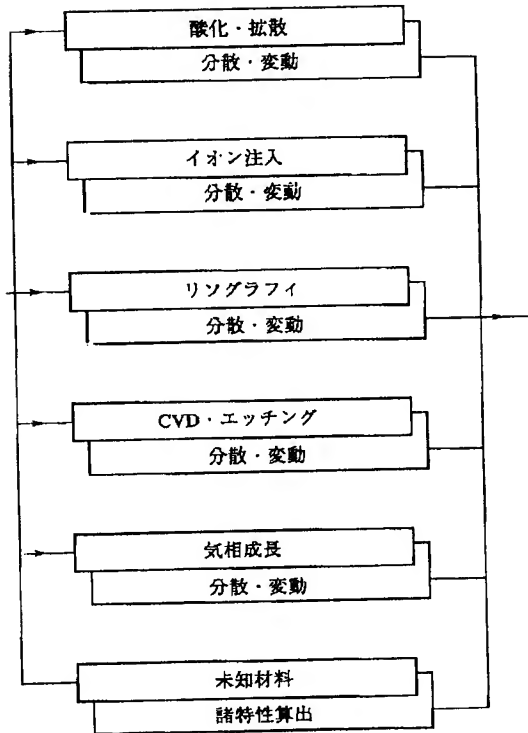 酸化・拡散
分散・変動
イオン注入
分散・変動
リソグラフィ
分散・変動
CVD・エッチング
分散・変動
気相成長
分散・変動
未知材料
諸特性算出